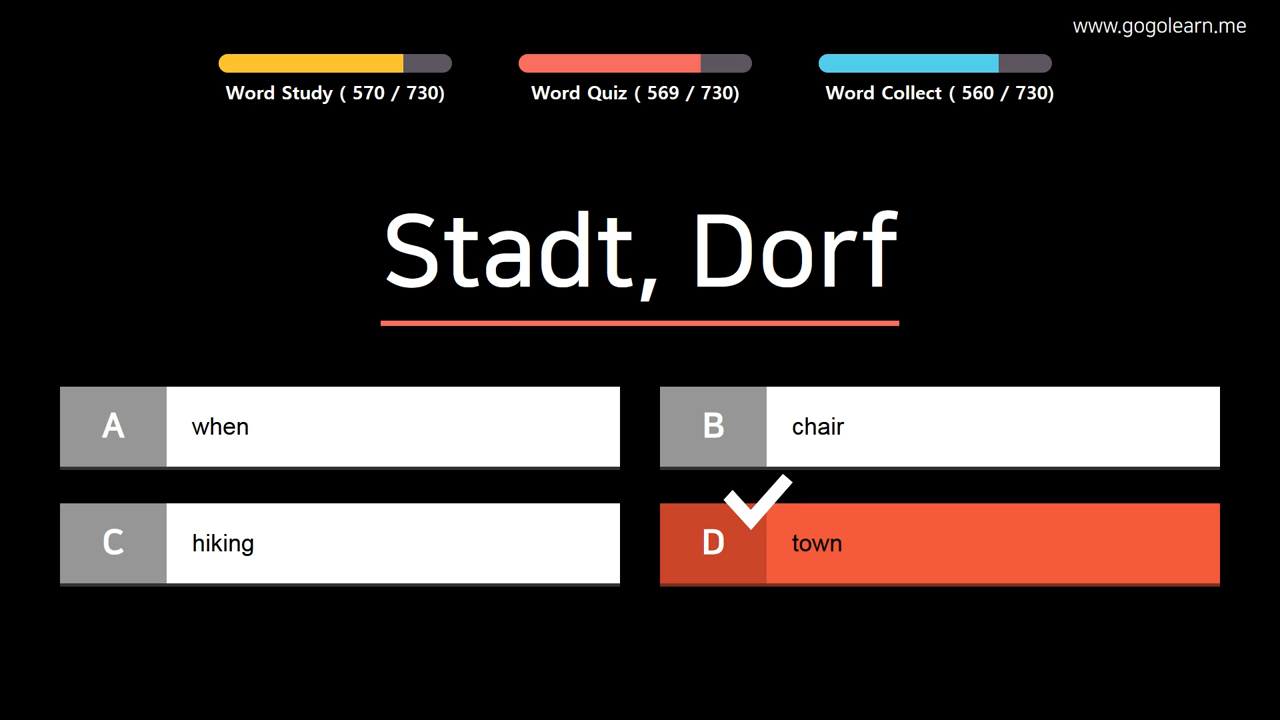 www.gogolearn.me
Word Study ( 570 / 730)
Word Quiz ( 569 / 730)
Word Collect ( 560 / 730)
Stadt, Dorf
A when
B chair
C hiking
D town